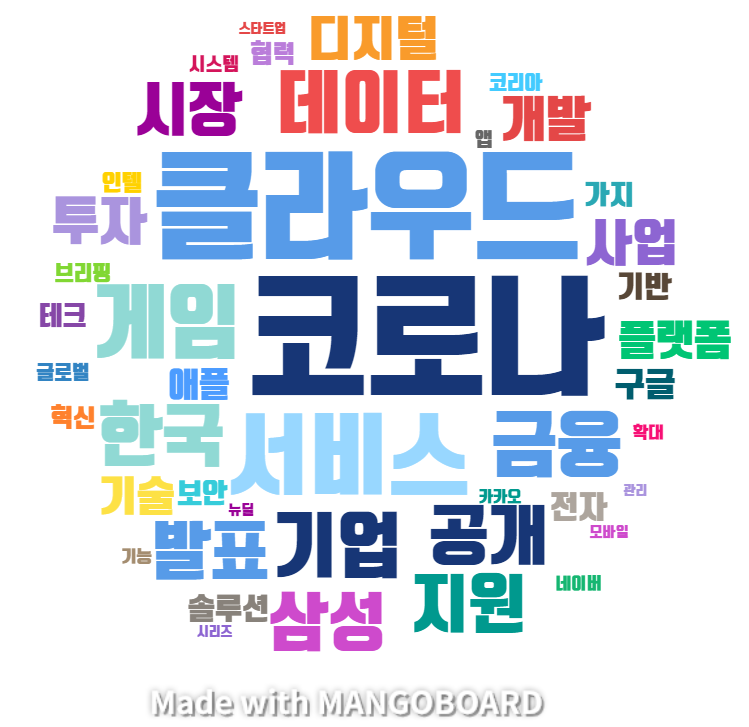 스타트업
디지털
협력
시스템
데이터
코리아
시장
개발
앱
클라우드
인텔
가지
투자
사업
브리핑
기반
게임
코로나
테크
플랫폼
글로벌
애플
구글
혁신
한국
서비스
금융
확대
기술
보안
카카오
전자
관리
뉴딜
발표
기업
공개
모바일
기능
지원
네이버
솔루션
삼성
시리즈
Made with MANGOBOARD